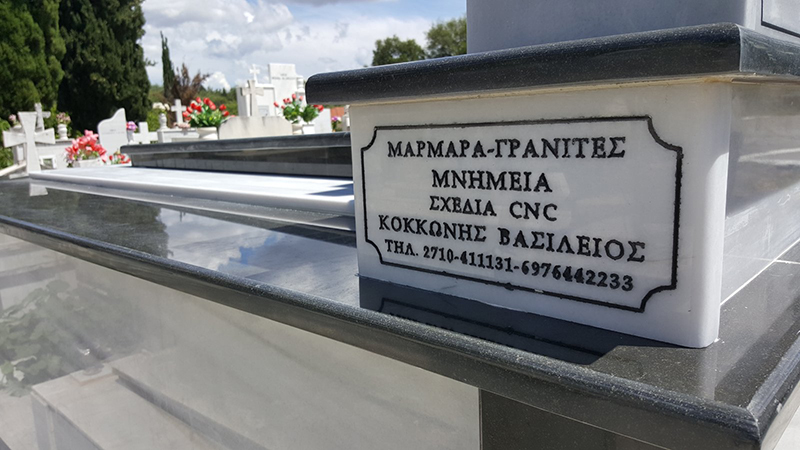 ΜΑΡΜΑΡΑ-ΓΡΑΝΙΤΕΣ
ΜΝΗΜΕΙΑ
ΣΧΕΔΙΑ CNC
ΚΟΚΚΩΝΗΣ ΒΑΣΙΛΕΙΟΣ
ΤΗΛ. 2710-411131-6976442233